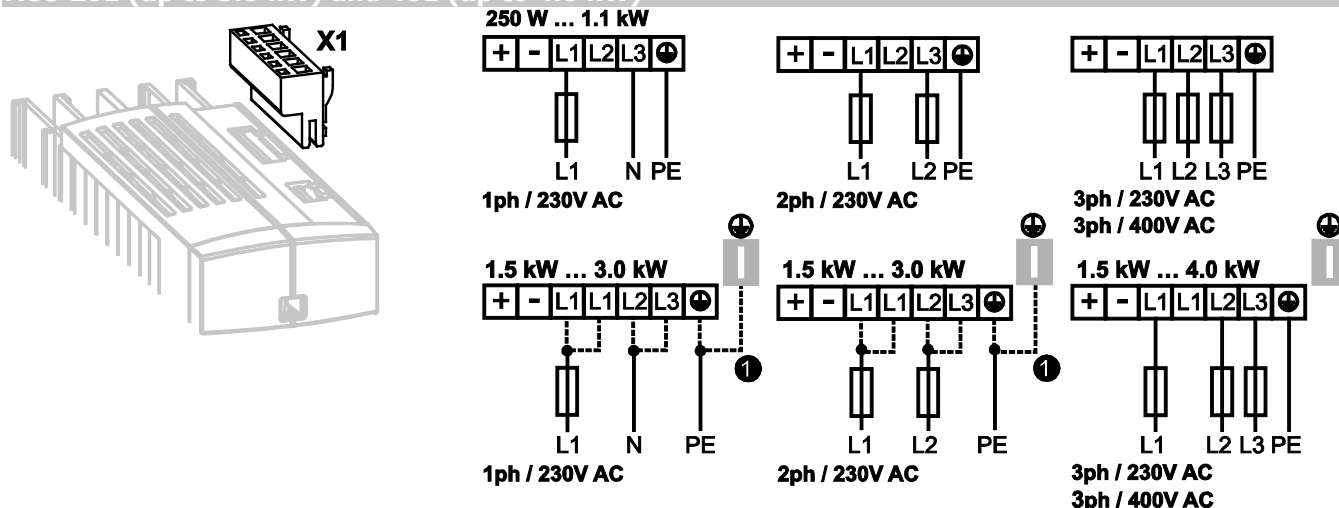 X1
250 W ... 1.1 kW
+ - L1 L2 L3
L1 N PE
1ph / 230V AC
+ - L1 L2 L3
L1 L2 PE
2ph / 230V AC
+ - L1 L2 L3
L1 L2 L3 PE
3ph / 230V AC
3ph / 400V AC
1.5 kW ... 3.0 kW
+ - L1 L1 L2 L3
1
L1 N PE
1ph / 230V AC
1.5 kW ... 3.0 kW
+ - L1 L1 L2 L3
1
L1 L2 PE
2ph / 230V AC
1.5 kW ... 4.0 kW
+ - L1 L1 L2 L3
L1 L2 L3 PE
3ph / 230V AC
3ph / 400V AC